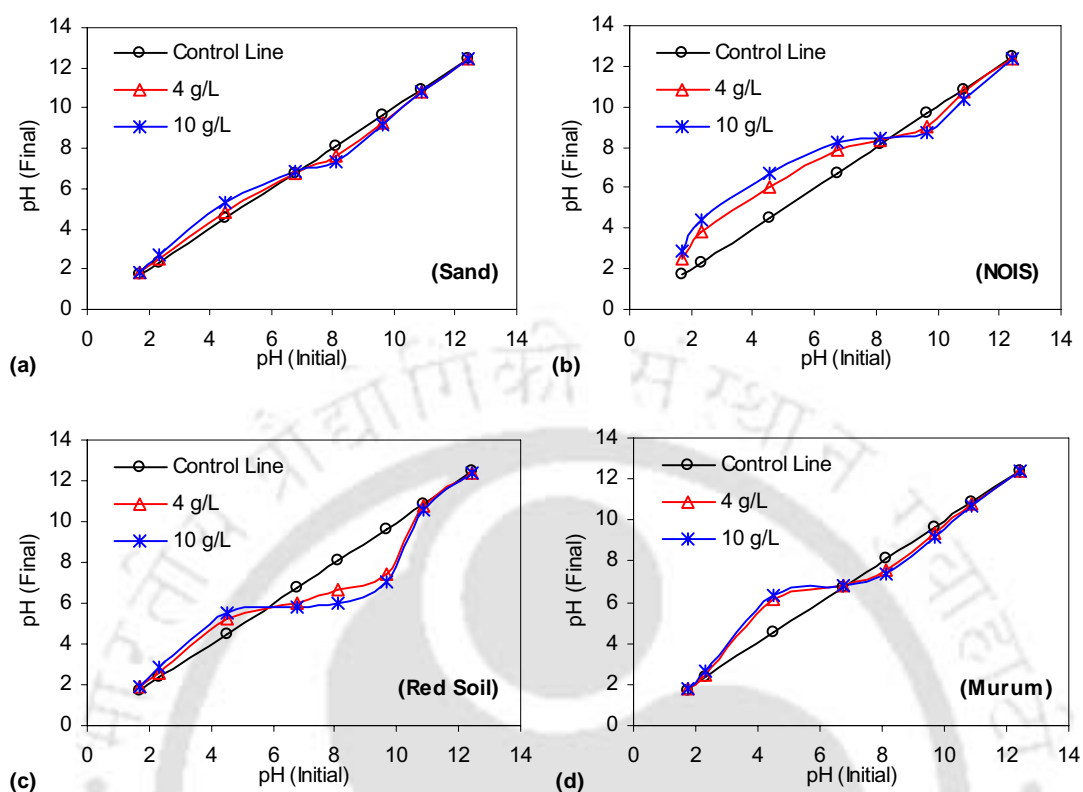 14
12
10
8
6
4
2
0
pH (Final)
Control Line
4 g/L
10 g/L
(Sand)
0 2 4 6 8 10 12 14
pH (Initial)
(a)
14
12
10
8
6
4
2
0
pH (Final)
Control Line
4 g/L
10 g/L
(NOIS)
0 2 4 6 8 10 12 14
pH (Initial)
(b)
14
12
10
8
6
4
2
0
pH (Final)
Control Line
4 g/L
10 g/L
(Red Soil)
0 2 4 6 8 10 12 14
pH (Initial)
(c)
14
12
10
8
6
4
2
0
pH (Final)
Control Line
4 g/L
10 g/L
(Murum)
0 2 4 6 8 10 12 14
pH (Initial)
(d)